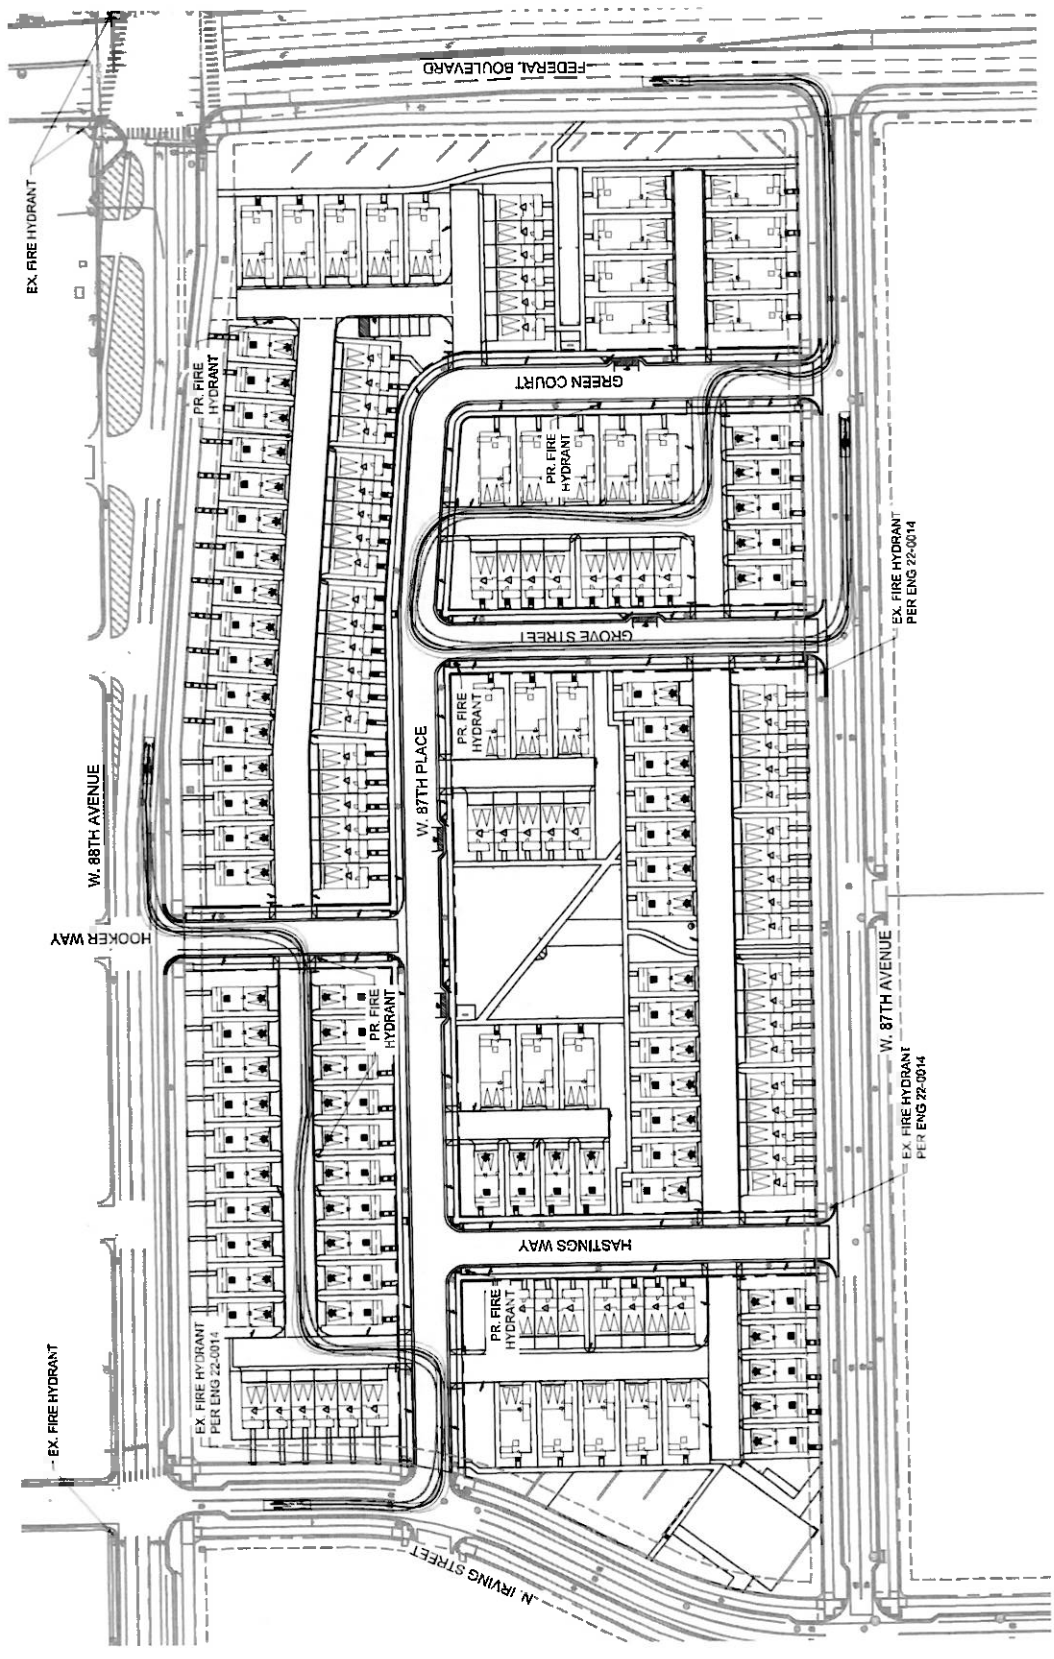 FEDERAL BOULEVARD
EX. FIRE HYDRANT
PR. FIRE
HYDRANT
GREEN COURT
PR. FIRE
HYDRANT
EX. FIRE HYDRANT
PER ENG 22-0014
GROVE STREET
PR. FIRE
HYDRANT
W. 87TH PLACE
W. 88TH AVENUE
HOOKER WAY
PR. FIRE
HYDRANT
W. 87TH AVENUE
EX. FIRE HYDRANT
PER ENG 22-0014
HASTINGS WAY
PR. FIRE
HYDRANT
EX. FIRE HYDRANT
PER ENG 22-0014
EX. FIRE HYDRANT
N. IRVING STREET